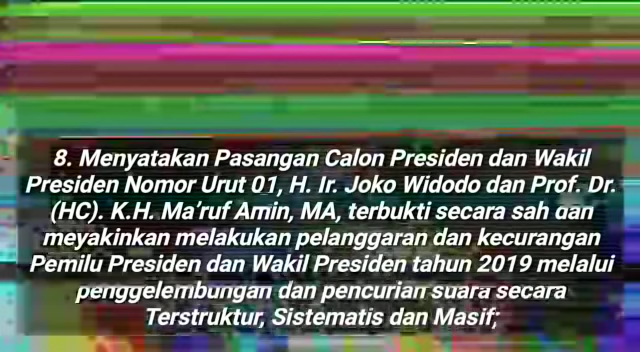 8. Menyatakan Pasangan Calon Presiden dan Wakil
Presiden Nomor Urut 01, H. Ir. Joko Widodo dan Prof. Dr.
(HC). K.H. Ma'ruf Amin, MA, terbukti secara sah dan
meyakinkan melakukan pelanggaran dan kecurangan
Pemilu Presiden dan Wakil Presiden tahun 2019 melalui
penggelembungan dan pencurian suara secara
Terstruktur, Sistematis dan Masif;